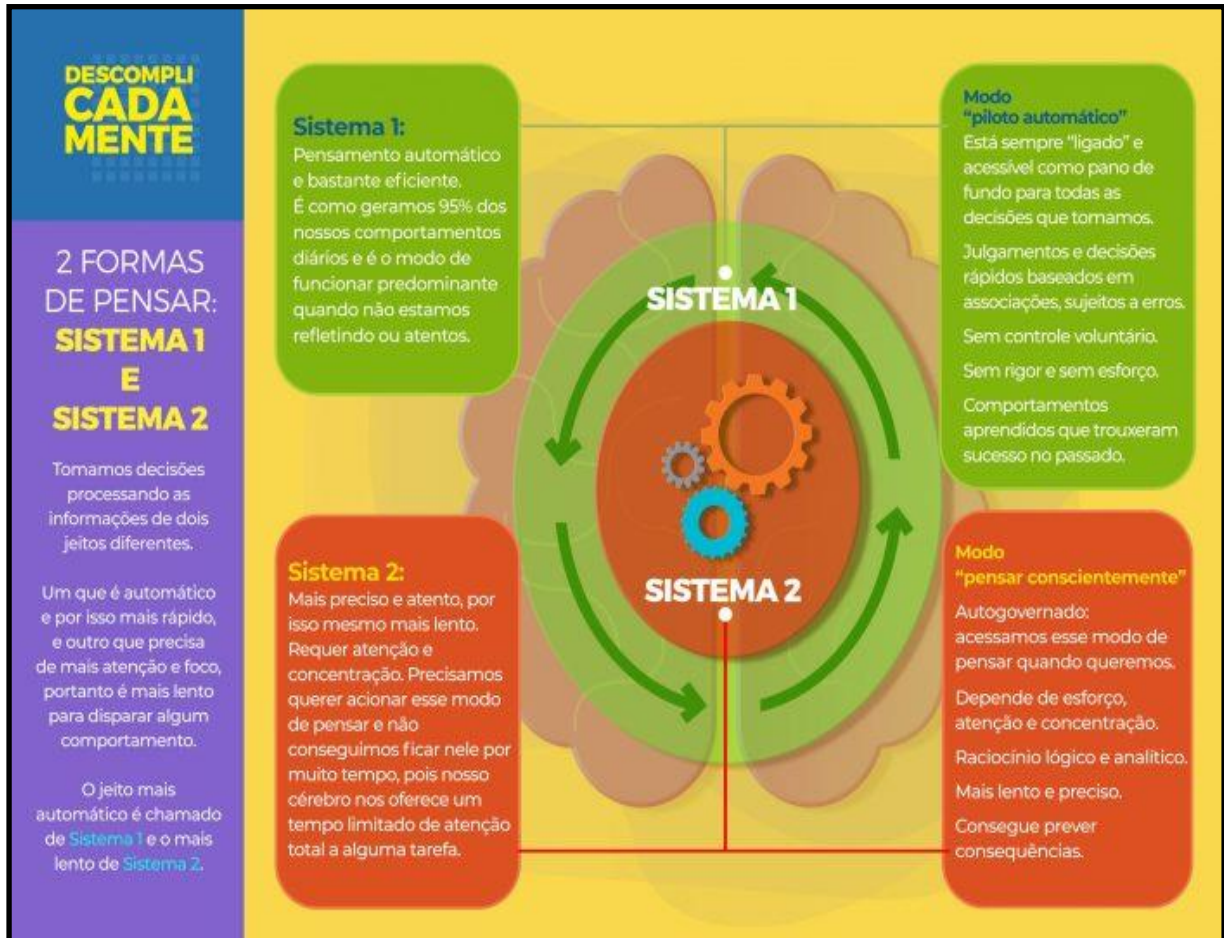 DESCOMPLI
CADA
MENTE
2 FORMAS
DE PENSAR:
SISTEMA 1
E
SISTEMA 2
Tomamos decisões
processando as
informações de dois
jeitos diferentes.
Um que é automático
e por isso mais rápido,
e outro que precisa
de mais atenção e foco,
portanto é mais lento
para disparar algum
comportamento.
O jeito mais
automático é chamado
de Sistema 1 e o mais
lento de Sistema 2.
Sistema 1:
Pensamento automático
e bastante eficiente.
É como geramos 95% dos
nossos comportamentos
diários e é o modo de
funcionar predominante
quando não estamos
refletindo ou atentos.
Modo
"piloto automático"
Está sempre "ligado" e
acessível como pano de
fundo para todas as
decisões que tomamos.
Julgamentos e decisões
rápidos baseados em
associações, sujeitos a erros.
Sem controle voluntário.
Sem rigor e sem esforço.
Comportamentos
aprendidos que trouxeram
sucesso no passado.
SISTEMA 1
SISTEMA 2
Sistema 2:
Mais preciso e atento, por
isso mesmo mais lento.
Requer atenção e
concentração. Precisamos
querer acionar esse modo
de pensar e não
conseguimos ficar nele por
muito tempo, pois nosso
cérebro nos oferece um
tempo limitado de atenção
total a alguma tarefa.
Modo
"pensar conscientemente"
Autogovernado:
acessamos esse modo de
pensar quando queremos.
Depende de esforço,
atenção e concentração.
Raciocínio lógico e analítico.
Mais lento e preciso.
Consegue prever
consequências.